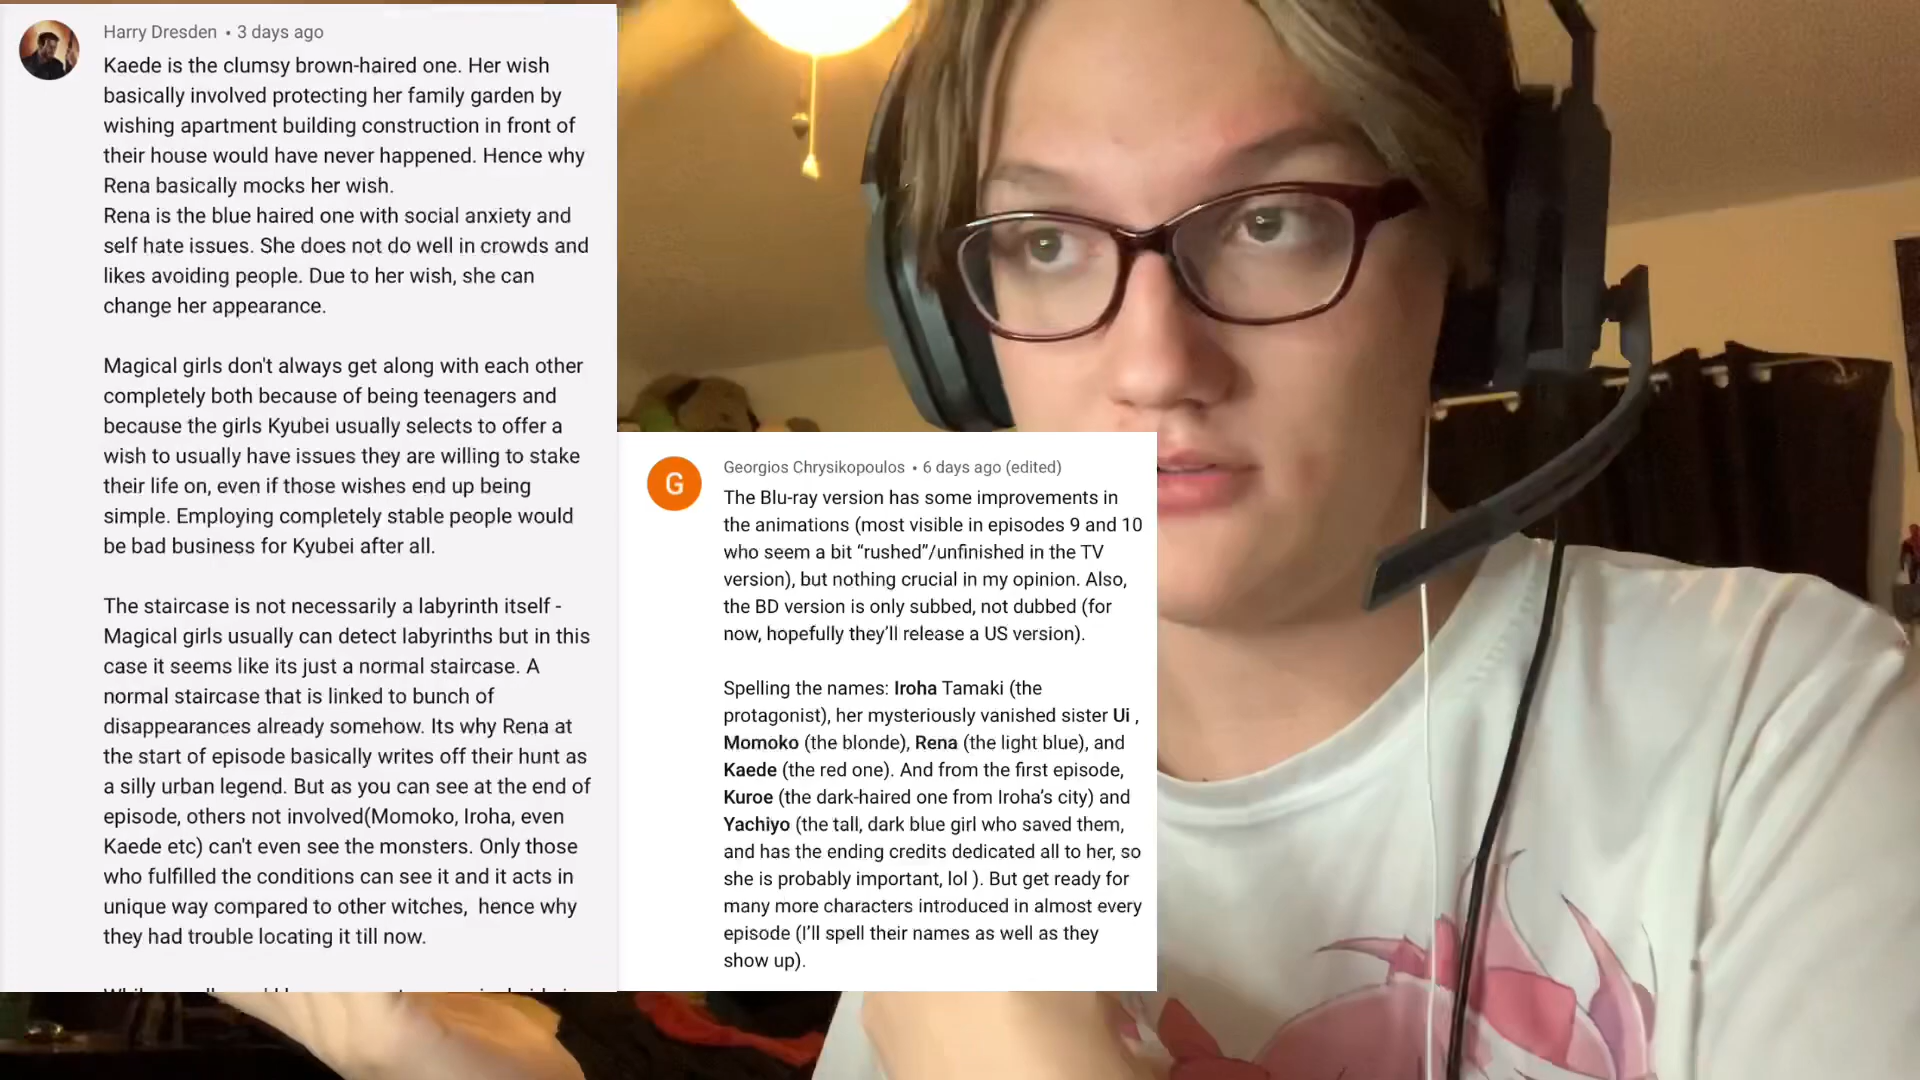 Harry Dresden • 3 days ago
Kaede is the clumsy brown-haired one. Her wish
basically involved protecting her family garden by
wishing apartment building construction in front of
their house would have never happened. Hence why
Rena basically mocks her wish.
Rena is the blue haired one with social anxiety and
self hate issues. She does not do well in crowds and
likes avoiding people. Due to her wish, she can
change her appearance.
Magical girls don't always get along with each other
completely both because of being teenagers and
because the girls Kyubei usually selects to offer a
wish to usually have issues they are willing to stake
their life on, even if those wishes end up being
simple. Employing completely stable people would
be bad business for Kyubei after all.
The staircase is not necessarily a labyrinth itself -
Magical girls usually can detect labyrinths but in this
case it seems like its just a normal staircase. A
normal staircase that is linked to bunch of
disappearances already somehow. Its why Rena at
the start of episode basically writes off their hunt as
a silly urban legend. But as you can see at the end of
episode, others not involved(Momoko, Iroha, even
Kaede etc) can't even see the monsters. Only those
who fulfilled the conditions can see it and it acts in
unique way compared to other witches, hence why
they had trouble locating it till now.
G
Georgios Chrysikopoulos • 6 days ago (edited)
The Blu-ray version has some improvements in
the animations (most visible in episodes 9 and 10
who seem a bit “rushed”/unfinished in the TV
version), but nothing crucial in my opinion. Also,
the BD version is only subbed, not dubbed (for
now, hopefully they’ll release a US version).
Spelling the names: Iroha Tamaki (the
protagonist), her mysteriously vanished sister Ui ,
Momoko (the blonde), Rena (the light blue), and
Kaede (the red one). And from the first episode,
Kuroe (the dark-haired one from Iroha’s city) and
Yachiyo (the tall, dark blue girl who saved them,
and has the ending credits dedicated all to her, so
she is probably important, lol ). But get ready for
many more characters introduced in almost every
episode (I’ll spell their names as well as they
show up).